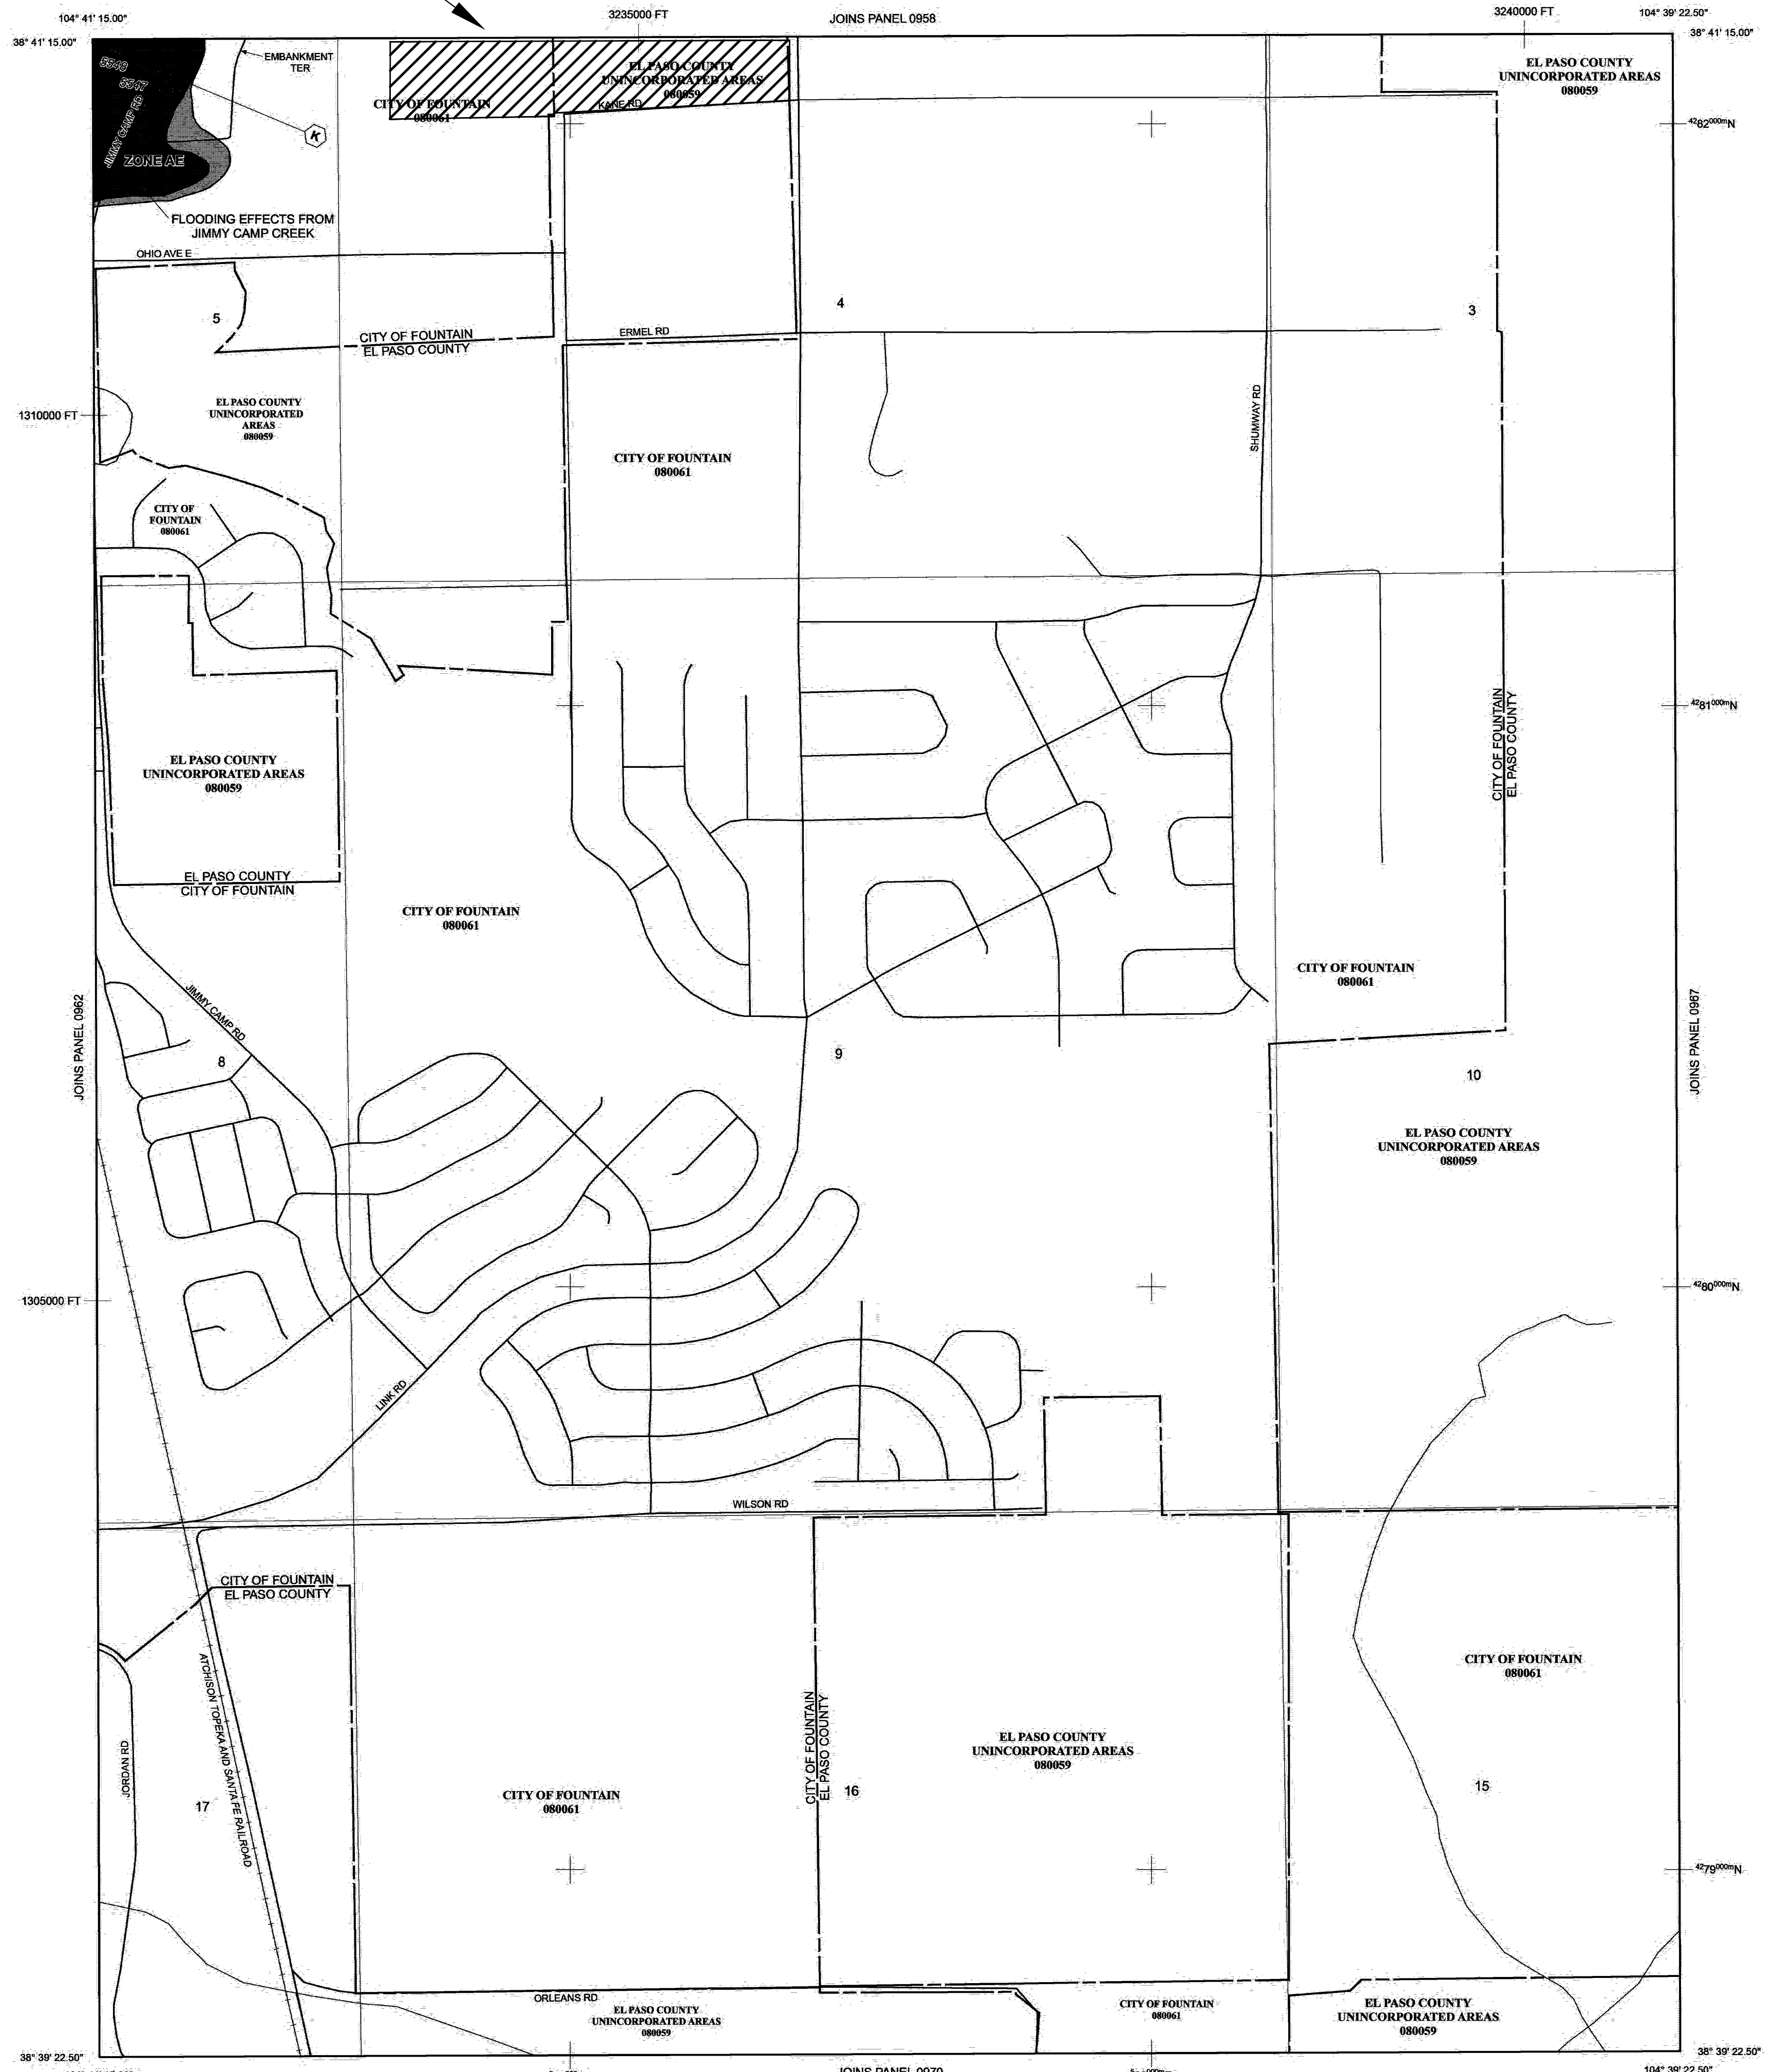 104° 41' 15.00"
3235000 FT
JOINS PANEL 0958
3240000 FT
104° 39' 22.50"
38° 41' 15.00"
38° 41' 15.00"
5548
5547
JIMMY CAMP RD
ZONE AE
EMBANKMENT
TER
K
FLOODING EFFECTS FROM
JIMMY CAMP CREEK
CITY OF FOUNTAIN
080061
EL PASO COUNTY
UNINCORPORATED AREAS
080059
KANE RD
EL PASO COUNTY
UNINCORPORATED AREAS
080059
4282000mN
OHIO AVE E
5
CITY OF FOUNTAIN
EL PASO COUNTY
ERMEL RD
4
3
1310000 FT
EL PASO COUNTY
UNINCORPORATED
AREAS
080059
CITY OF FOUNTAIN
080061
SHUMWAY RD
CITY OF
FOUNTAIN
080061
4281000mN
EL PASO COUNTY
UNINCORPORATED AREAS
080059
CITY OF FOUNTAIN
EL PASO COUNTY
EL PASO COUNTY
CITY OF FOUNTAIN
CITY OF FOUNTAIN
080061
CITY OF FOUNTAIN
080061
JOINS PANEL 0962
JIMMY CAMP RD
8
9
10
JOINS PANEL 0967
EL PASO COUNTY
UNINCORPORATED AREAS
080059
1305000 FT
4280000mN
LINK RD
WILSON RD
CITY OF FOUNTAIN
EL PASO COUNTY
ATCHISON TOPEKA AND SANTA FE RAILROAD
JORDAN RD
17
CITY OF FOUNTAIN
080061
CITY OF FOUNTAIN
EL PASO COUNTY
16
EL PASO COUNTY
UNINCORPORATED AREAS
080059
CITY OF FOUNTAIN
080061
15
4279000mN
ORLEANS RD
EL PASO COUNTY
UNINCORPORATED AREAS
080059
CITY OF FOUNTAIN
080061
EL PASO COUNTY
UNINCORPORATED AREAS
080059
38° 39' 22.50"
38° 39' 22.50"
JOINS PANEL 0970
104° 39' 22.50"